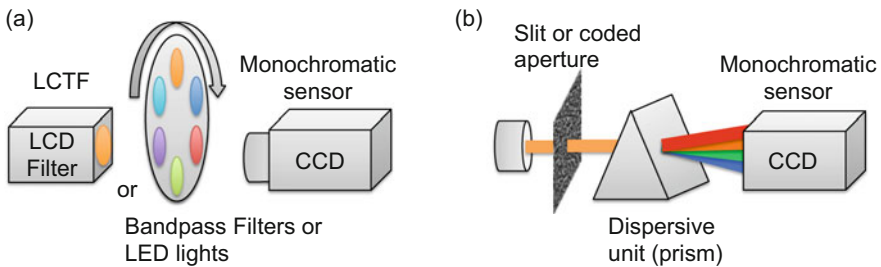 (a)
LCTF
LCD
Filter
or
Bandpass Filters or
LED lights
Monochromatic
sensor
CCD
(b)
Slit or coded
aperture
Dispersive
unit (prism)
Monochromatic
sensor
CCD